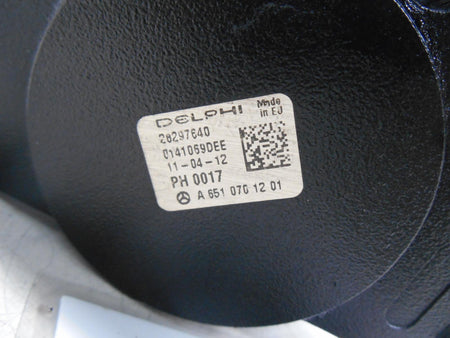 DELPHI
Made in EU
28297640
0141069DEE
11-04-12
PH 0017
A 651 070 12 01